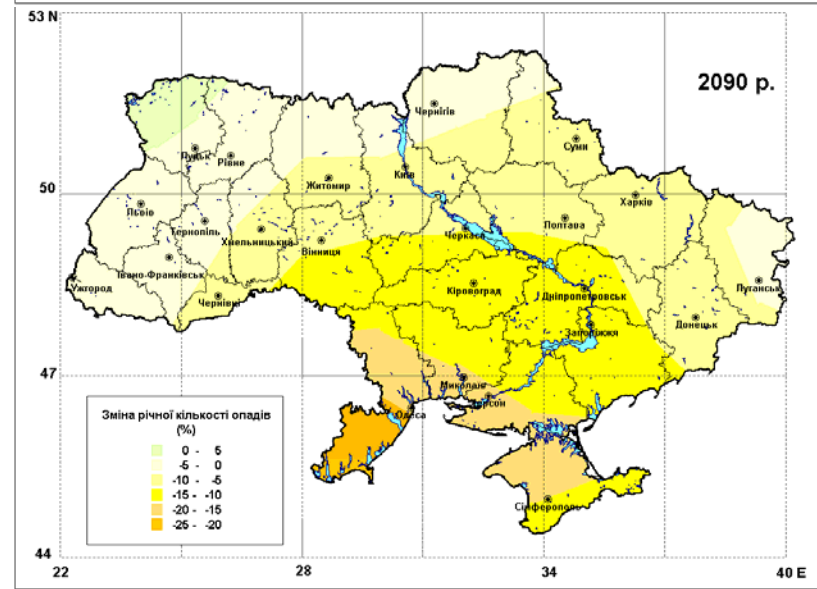 53 N
2090 р.
Чернігів
Суми
Луцьк
Рівне
Київ
Житомир
50
Харків
Львів
Полтава
Тернопіль
Черкаси
Хмельницький
Вінниця
Івано-Франківськ
Ужгород
Луганськ
Кіровоград
Дніпропетровськ
Чернівці
Донецьк
Запоріжжя
47
Миколаїв
Херсон
Одеса
Зміна річної кількості опадів
(%)
0 - 5
-5 - 0
-10 - -5
-15 - -10
-20 - -15
-25 - -20
Сімферополь
44
22
28
34
40 E